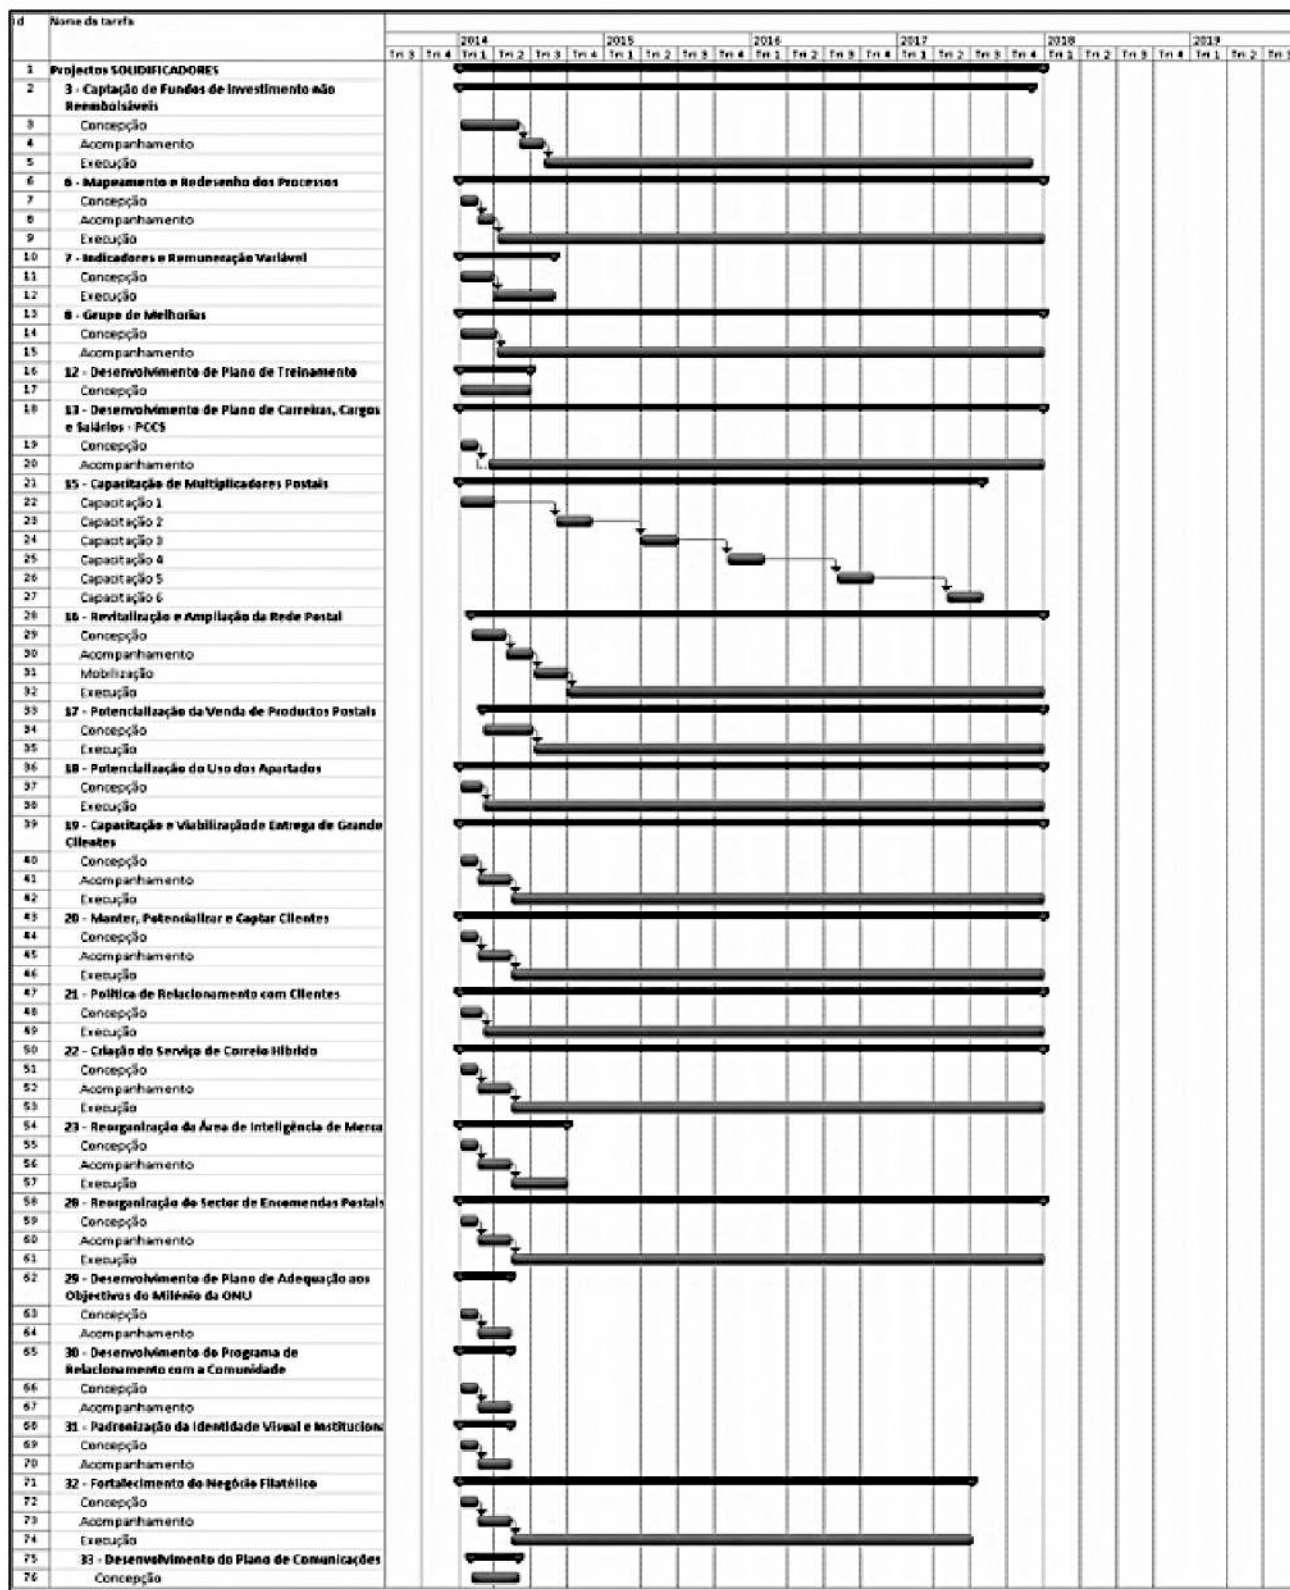 Id Nome da tarefa
2014 2015 2016 2017 2018 2019
Tri 3 Tri 4 Tri 1 Tri 2 Tri 3 Tri 4 Tri 1 Tri 2 Tri 3 Tri 4 Tri 1 Tri 2 Tri 3 Tri 4 Tri 1 Tri 2 Tri 3 Tri 4 Tri 1 Tri 2 Tri 3 Tri 4 Tri 1 Tri 2 Tri 3
1 Projectos SOLIDIFICADORES
2 3 - Captação de Fundos de Investimento não
Reembolsáveis
3 Concepção
4 Acompanhamento
5 Execução
6 6 - Mapeamento e Redesenho dos Processos
7 Concepção
8 Acompanhamento
9 Execução
10 7 - Indicadores e Remuneração Variável
11 Concepção
12 Execução
13 8 - Grupo de Melhorias
14 Concepção
15 Acompanhamento
16 12 - Desenvolvimento de Plano de Treinamento
17 Concepção
18 13 - Desenvolvimento de Plano de Carreiras, Cargos
e Salários - PCCS
19 Concepção
20 Acompanhamento
21 15 - Capacitação de Multiplicadores Postais
22 Capacitação 1
23 Capacitação 2
24 Capacitação 3
25 Capacitação 4
26 Capacitação 5
27 Capacitação 6
28 16 - Revitalização e Ampliação da Rede Postal
29 Concepção
30 Acompanhamento
31 Mobilização
32 Execução
33 17 - Potencialização da Venda de Productos Postais
34 Concepção
35 Execução
36 18 - Potencialização do Uso dos Apartados
37 Concepção
38 Execução
39 19 - Capacitação e Viabilização de Entrega de Grande
Clientes
40 Concepção
41 Acompanhamento
42 Execução
43 20 - Manter, Potencializar e Captar Clientes
44 Concepção
45 Acompanhamento
46 Execução
47 21 - Política de Relacionamento com Clientes
48 Concepção
49 Execução
50 22 - Criação do Serviço de Correio Híbrido
51 Concepção
52 Acompanhamento
53 Execução
54 23 - Reorganização da Área de Inteligência de Merca
55 Concepção
56 Acompanhamento
57 Execução
58 28 - Reorganização do Sector de Encomendas Postais
59 Concepção
60 Acompanhamento
61 Execução
62 29 - Desenvolvimento de Plano de Adequação aos
Objectivos do Milénio da ONU
63 Concepção
64 Acompanhamento
65 30 - Desenvolvimento do Programa de
Relacionamento com a Comunidade
66 Concepção
67 Acompanhamento
68 31 - Padronização da Identidade Visual e Instituciona
69 Concepção
70 Acompanhamento
71 32 - Fortalecimento do Negócio Filatélico
72 Concepção
73 Acompanhamento
74 Execução
75 33 - Desenvolvimento do Plano de Comunicações
76 Concepção